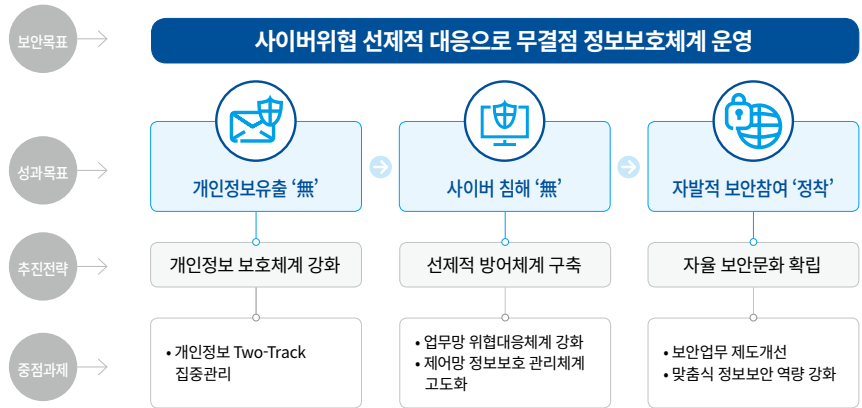 보안목표
사이버위협 선제적 대응으로 무결점 정보보호체계 운영
성과목표
개인정보유출 ‘無’
사이버 침해 ‘無’
자발적 보안참여 ‘정착’
추진전략
개인정보 보호체계 강화
선제적 방어체계 구축
자율 보안문화 확립
중점과제
• 개인정보 Two-Track
집중관리
• 업무망 위협대응체계 강화
• 제어망 정보보호 관리체계
고도화
• 보안업무 제도개선
• 맞춤식 정보보안 역량 강화